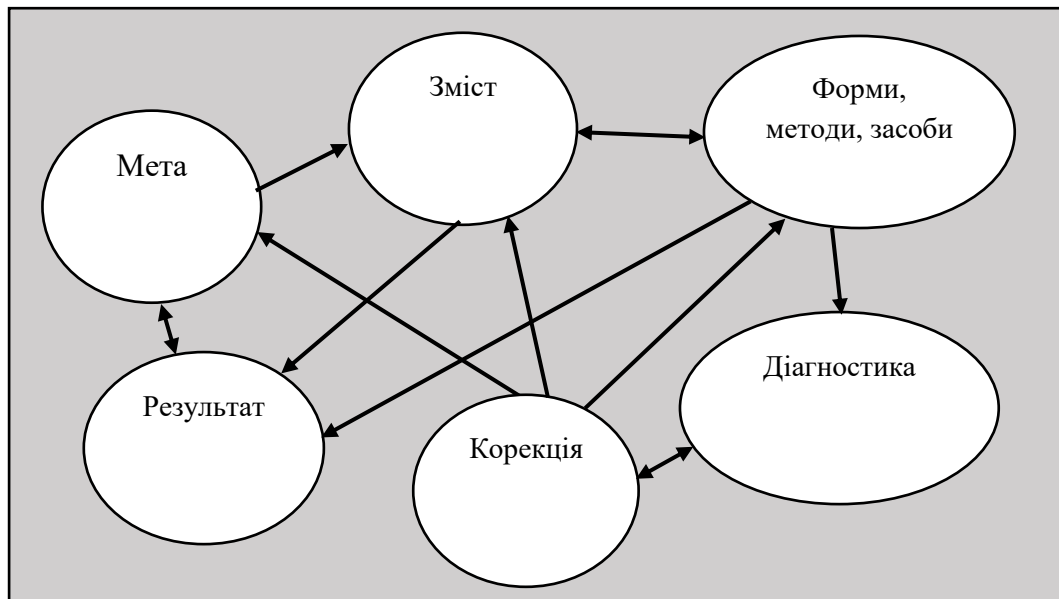 Мета
Зміст
Форми,
методи, засоби
Результат
Корекція
Діагностика